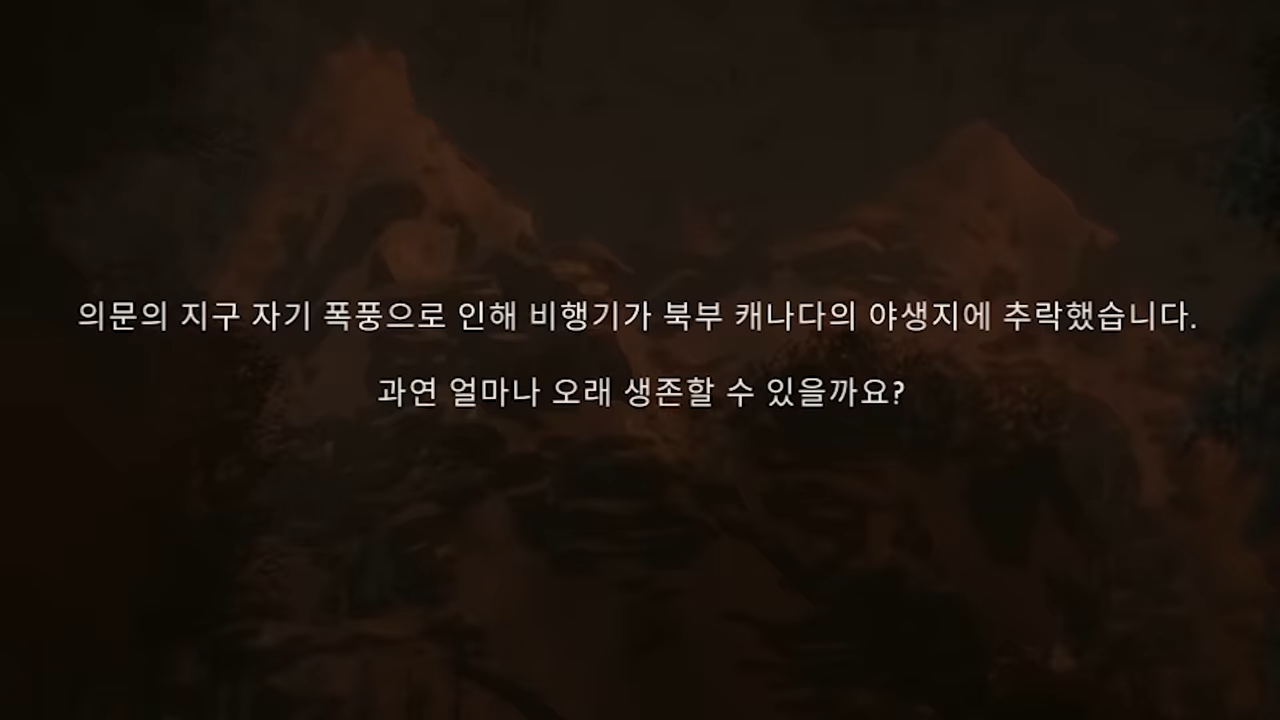 의문의 지구 자기 폭풍으로 인해 비행기가 북부 캐나다의 야생지에 추락했습니다.
과연 얼마나 오래 생존할 수 있을까요?